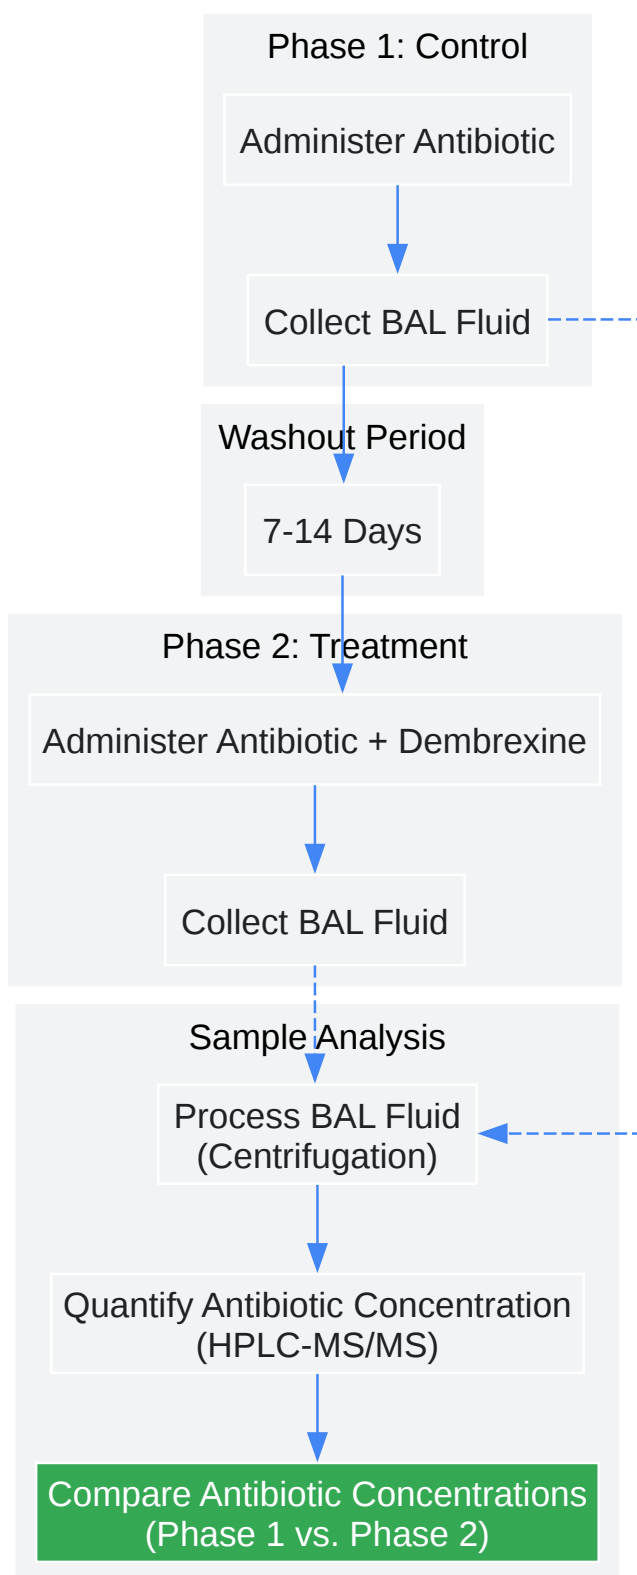 Phase 1: Control
Administer Antibiotic
Collect BAL Fluid
Washout Period
7-14 Days
Phase 2: Treatment
Administer Antibiotic + Dembrexine
Collect BAL Fluid
Sample Analysis
Process BAL Fluid
(Centrifugation)
Quantify Antibiotic Concentration
(HPLC-MS/MS)
Compare Antibiotic Concentrations
(Phase 1 vs. Phase 2)